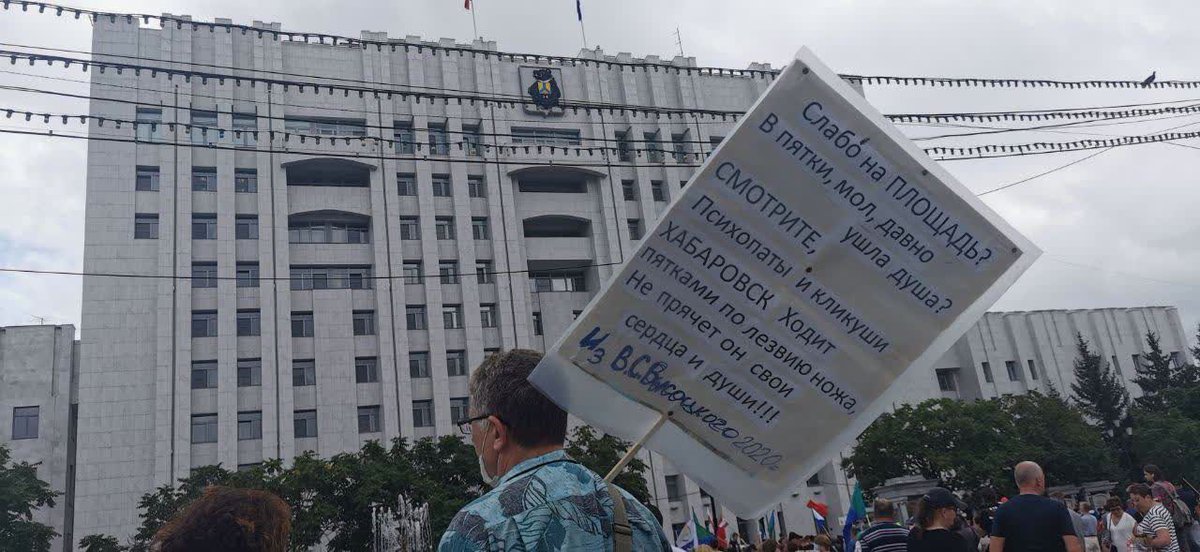 Слабо́ на ПЛОЩАДЬ?
В пятки, мол, давно
ушла душа?
СМОТРИТЕ,
Психопаты и кликуши
ХАБАРОВСК Ходит
пятками по лезвию ножа,
Не прячет он свои
сердца и души!!!
Из В.С.Высоцкого 2020г